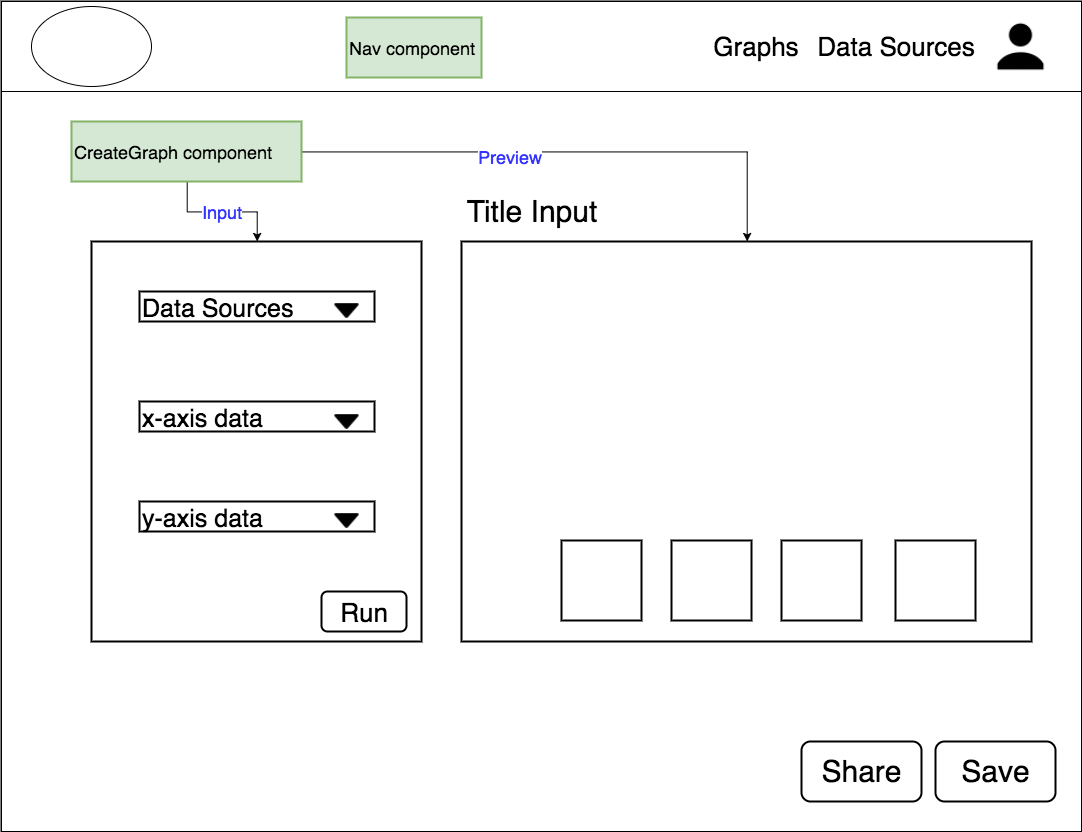 Nav component
Graphs
Data Sources
CreateGraph component
Preview
Input
Title Input
Data Sources
x-axis data
y-axis data
Run
Share
Save